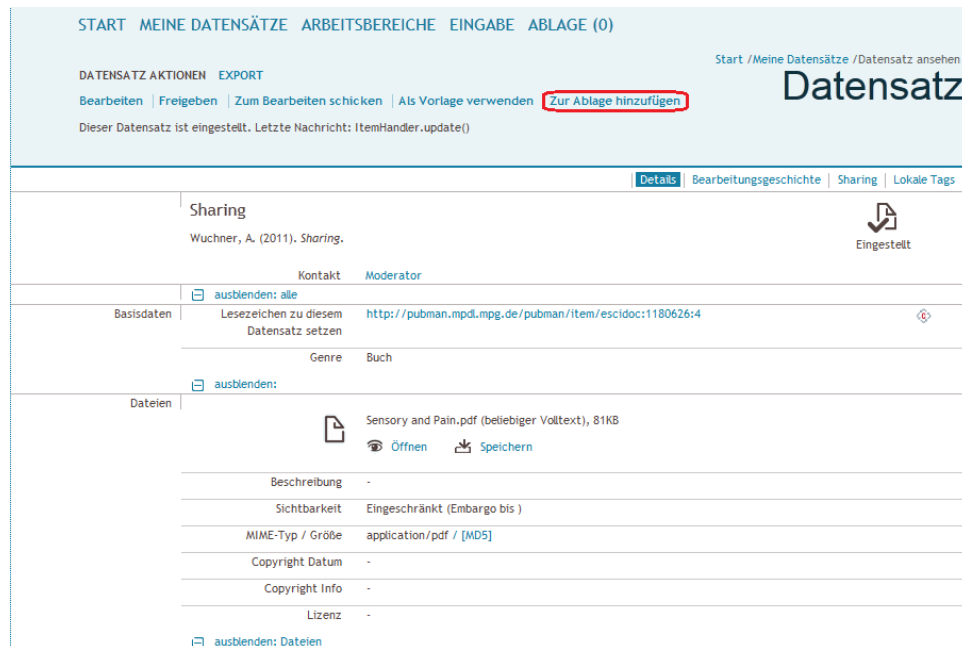 START MEINE DATENSÄTZE ARBEITSBEREICHE EINGABE ABLAGE (0)
Start /Meine Datensätze /Datensatz ansehen
Datensatz
DATENSATZ AKTIONEN EXPORT
Bearbeiten | Freigeben | Zum Bearbeiten schicken | Als Vorlage verwenden | Zur Ablage hinzufügen
Dieser Datensatz ist eingestellt. Letzte Nachricht: ItemHandler.update()
| Details | Bearbeitungsgeschichte | Sharing | Lokale Tags
Sharing
Wuchner, A. (2011). Sharing.
Eingestellt
Kontakt Moderator
ausblenden: alle
Basisdaten Lesezeichen zu diesem Datensatz setzen http://pubman.mpdl.mpg.de/pubman/item/escidoc:1180626:4
Genre Buch
ausblenden:
Dateien
Sensory and Pain.pdf (beliebiger Volltext), 81KB
Öffnen Speichern
Beschreibung -
Sichtbarkeit Eingeschränkt (Embargo bis )
MIME-Typ / Größe application/pdf / [MD5]
Copyright Datum -
Copyright Info -
Lizenz -
ausblenden: Dateien